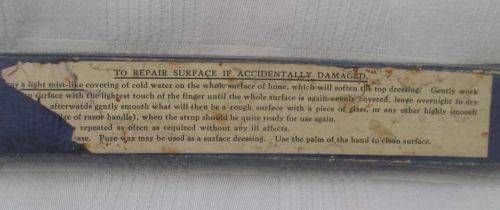 TO REPAIR SURFACE IF ACCIDENTALLY DAMAGED.
a light mist-like covering of cold water on the whole surface of hone, which will soften the top dressing. Gently work
surface with the lightest touch of the finger until the whole surface is again evenly covered, leave overnight to dry
afterwards gently smooth what will then be a rough surface with a piece of glass, or any other highly smooth
of razor handle), when the strop should be quite ready for use again.
repeated as often as required without any ill effects.
Pure wax may be used as a surface dressing. Use the palm of the hand to clean surface.